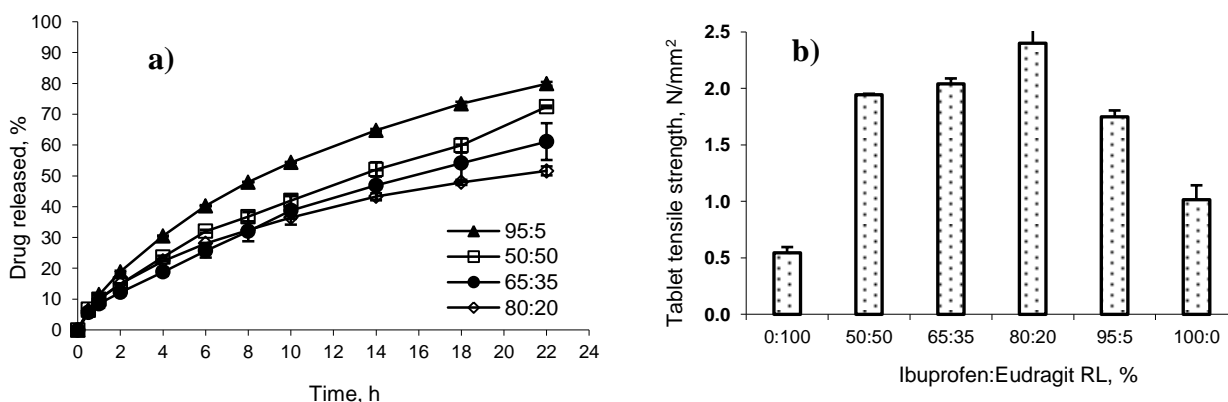 a)
Drug released, %
100
90
80
70
60
50
40
30
20
10
0
0 2 4 6 8 10 12 14 16 18 20 22 24
Time, h
95:5
50:50
65:35
80:20
b)
Tablet tensile strength, N/mm²
2.5
2.0
1.5
1.0
0.5
0.0
0:100 50:50 65:35 80:20 95:5 100:0
Ibuprofen:Eudragit RL, %